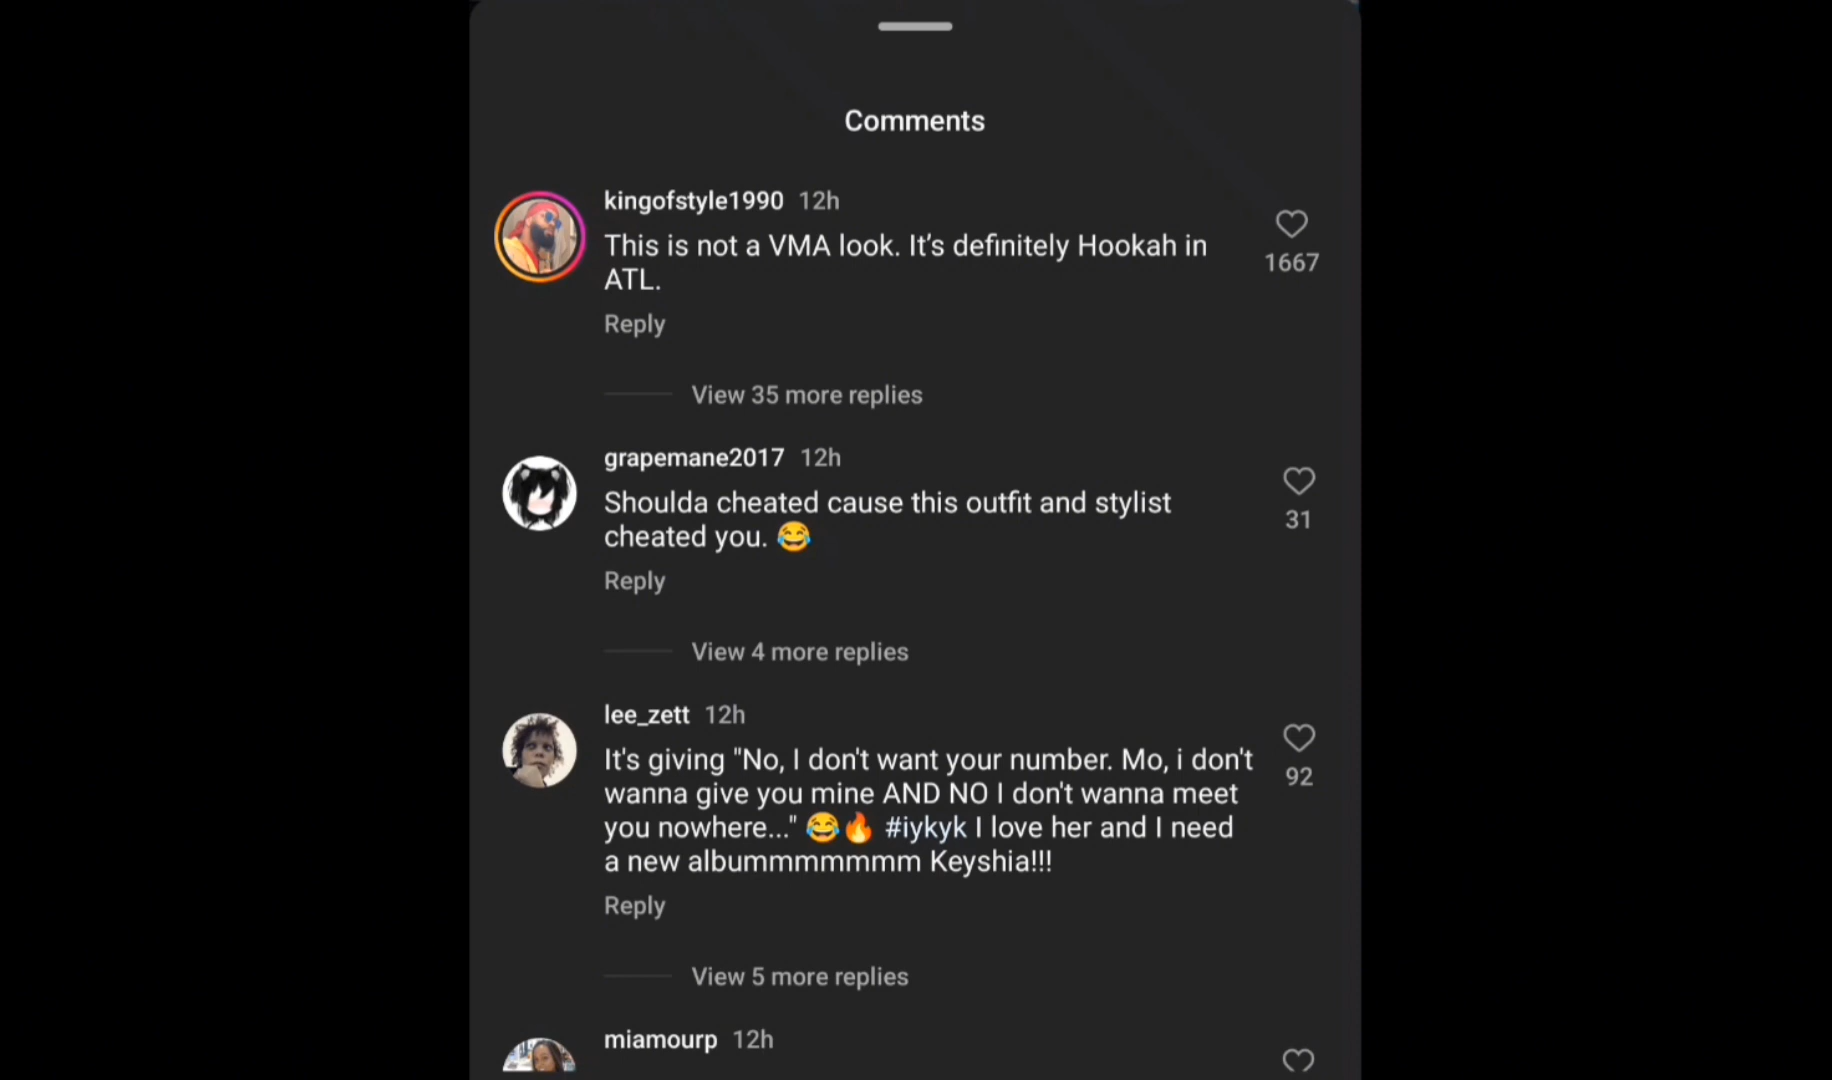 Comments
kingofstyle1990 12h
This is not a VMA look. It’s definitely Hookah in
ATL.
1667
Reply
View 35 more replies
grapemane2017 12h
Shoulda cheated cause this outfit and stylist
cheated you. 😂
31
Reply
View 4 more replies
lee_zett 12h
It's giving "No, I don't want your number. Mo, i don't
wanna give you mine AND NO I don't wanna meet
you nowhere..." 😂🔥 #iykyk I love her and I need
a new albummmmmmm Keyshia!!!
92
Reply
View 5 more replies
miamourp 12h